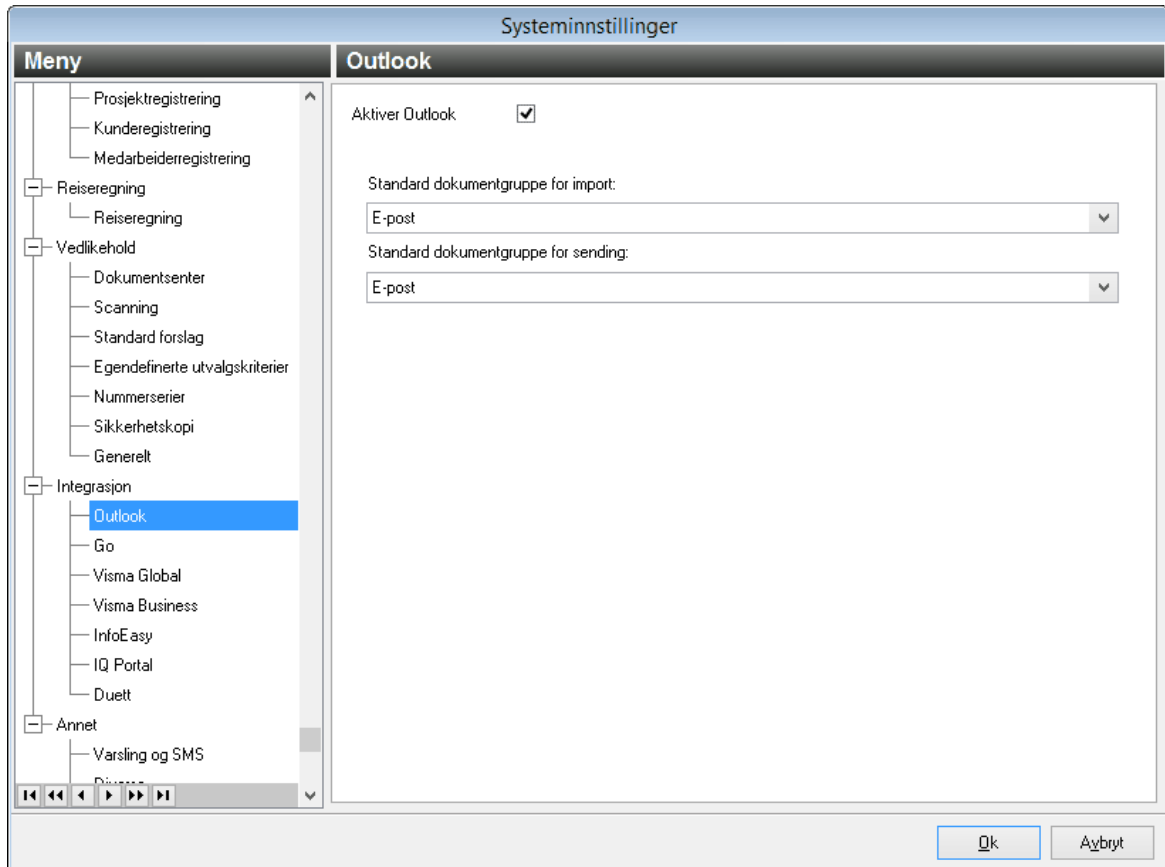 Systeminnstillinger
Meny
Prosjektregistrering
Kunderegistrering
Medarbeiderregistrering
Reiseregning
Reiseregning
Vedlikehold
Dokumentsenter
Scanning
Standard forslag
Egendefinerte utvalgskriterier
Nummerserier
Sikkerhetskopi
Generelt
Integrasjon
Outlook
Go
Visma Global
Visma Business
InfoEasy
IQ Portal
Duett
Annet
Varsling og SMS
Outlook
Aktiver Outlook
Standard dokumentgruppe for import:
E-post
Standard dokumentgruppe for sending:
E-post
Ok
Avbryt